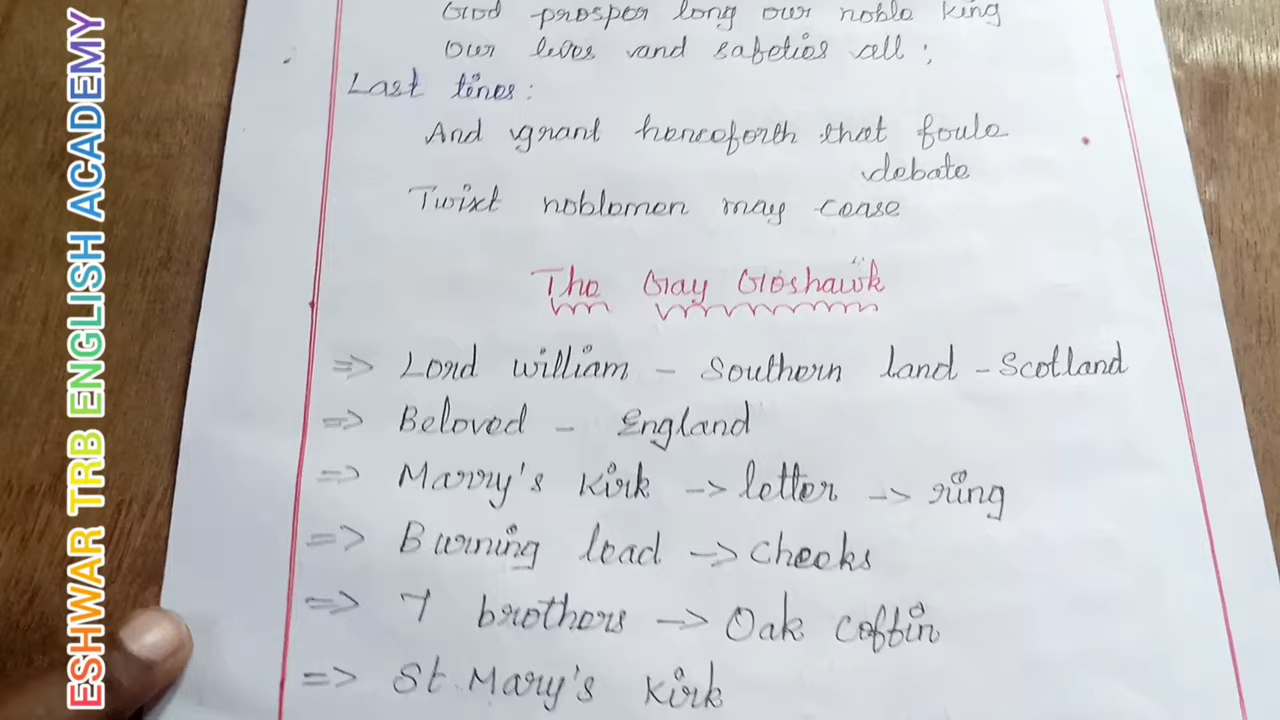 God prosper long our noble king
Our lives and safeties all ;
Last lines :
And grant henceforth that foule
debate
Twixt noblemen may cease
The Gay Goshawk
=> Lord william - Southern land - Scotland
=> Beloved - England
=> Marry's Kirk -> letter -> ring
=> Burning lead -> cheeks
=> 7 brothers -> Oak coffin
=> St. Mary's Kirk
ESHWAR TRB ENGLISH ACADEMY